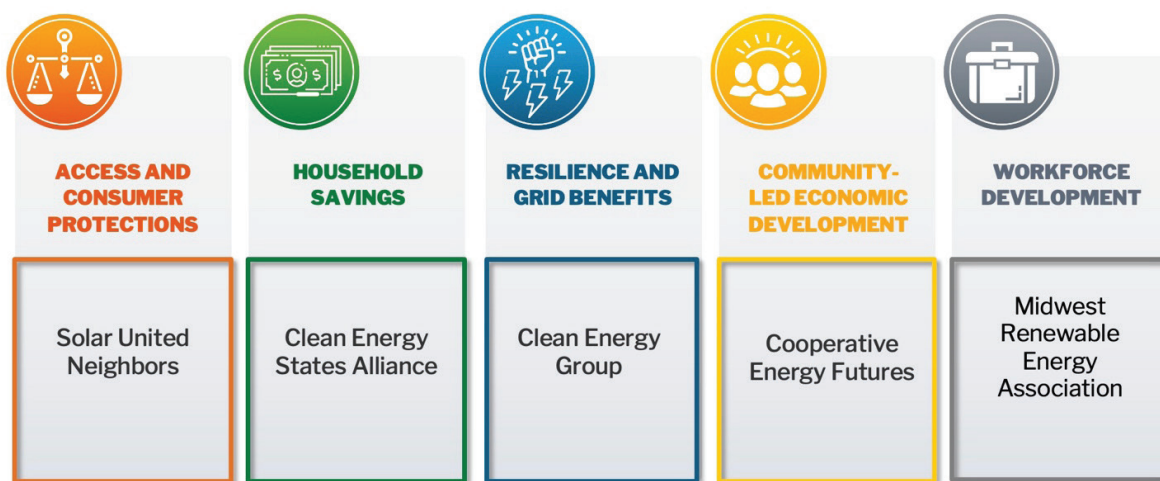 ACCESS AND
CONSUMER
PROTECTIONS
Solar United
Neighbors
HOUSEHOLD
SAVINGS
Clean Energy
States Alliance
RESILIENCE AND
GRID BENEFITS
Clean Energy
Group
COMMUNITY-
LED ECONOMIC
DEVELOPMENT
Cooperative
Energy Futures
WORKFORCE
DEVELOPMENT
Midwest
Renewable
Energy
Association